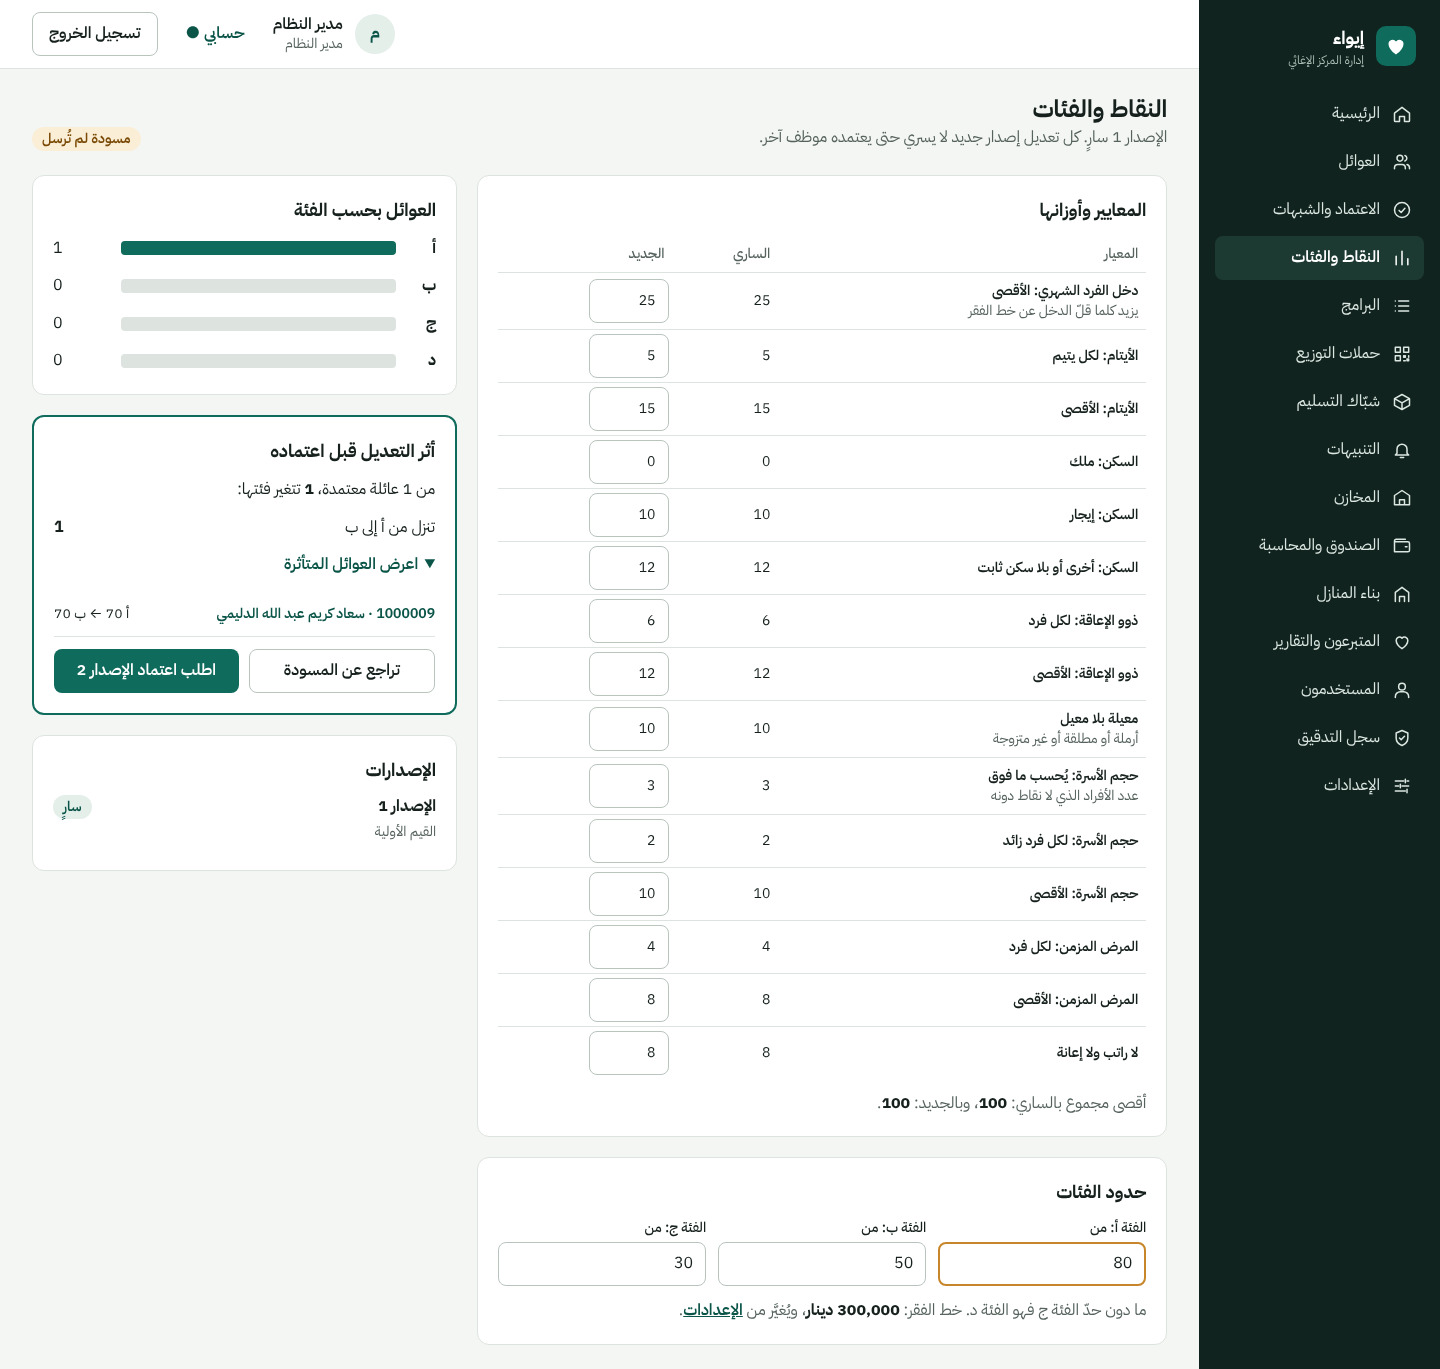 إيواء
إدارة المركز الإغاثي
الرئيسية
العوائل
الاعتماد والشبهات
النقاط والفئات
البرامج
حملات التوزيع
شبّاك التسليم
التنبيهات
المخازن
الصندوق والمحاسبة
بناء المنازل
المتبرعون والتقارير
المستخدمون
سجل التدقيق
الإعدادات
م
مدير النظام
مدير النظام
حسابي
تسجيل الخروج
النقاط والفئات
الإصدار 1 سارٍ. كل تعديل إصدار جديد لا يسري حتى يعتمده موظف آخر.
مسودة لم تُرسل
المعايير وأوزانها
المعيار الساري الجديد
دخل الفرد الشهري: الأقصى 25 25
يزيد كلما قلّ الدخل عن خط الفقر
الأيتام: لكل يتيم 5 5
الأيتام: الأقصى 15 15
السكن: ملك 0 0
السكن: إيجار 10 10
السكن: أخرى أو بلا سكن ثابت 12 12
ذوو الإعاقة: لكل فرد 6 6
ذوو الإعاقة: الأقصى 12 12
معيلة بلا معيل 10 10
أرملة أو مطلقة أو غير متزوجة
حجم الأسرة: يُحسب ما فوق 3 3
عدد الأفراد الذي لا نقاط دونه
حجم الأسرة: لكل فرد زائد 2 2
حجم الأسرة: الأقصى 10 10
المرض المزمن: لكل فرد 4 4
المرض المزمن: الأقصى 8 8
لا راتب ولا إعانة 8 8
أقصى مجموع بالساري: 100، وبالجديد: 100.
حدود الفئات
الفئة أ: من الفئة ب: من الفئة ج: من
80 50 30
ما دون حدّ الفئة ج فهو الفئة د. خط الفقر: 300,000 دينار، ويُغيَّر من الإعدادات.
العوائل بحسب الفئة
أ 1
ب 0
ج 0
د 0
أثر التعديل قبل اعتماده
من 1 عائلة معتمدة، 1 تتغير فئتها:
تنزل من أ إلى ب 1
▼ اعرض العوائل المتأثرة
1000009 · سعاد كريم عبد الله الدليمي أ 70 ← ب 70
تراجع عن المسودة اطلب اعتماد الإصدار 2
الإصدارات
الإصدار 1 سارٍ
القيم الأولية